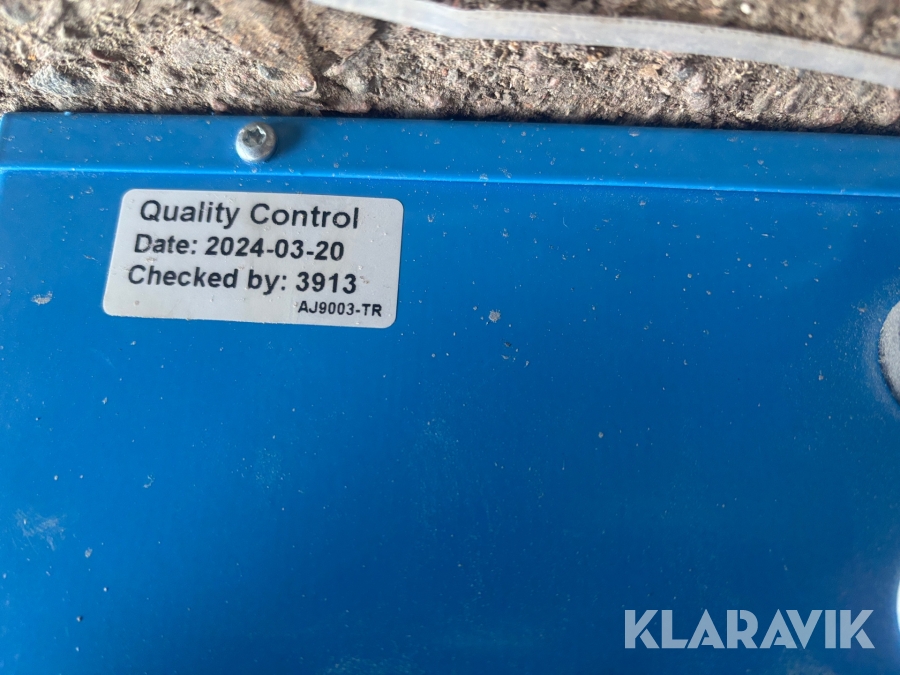 Quality Control
Date: 2024-03-20
Checked by: 3913
AJ9003-TR
KLARAVIK